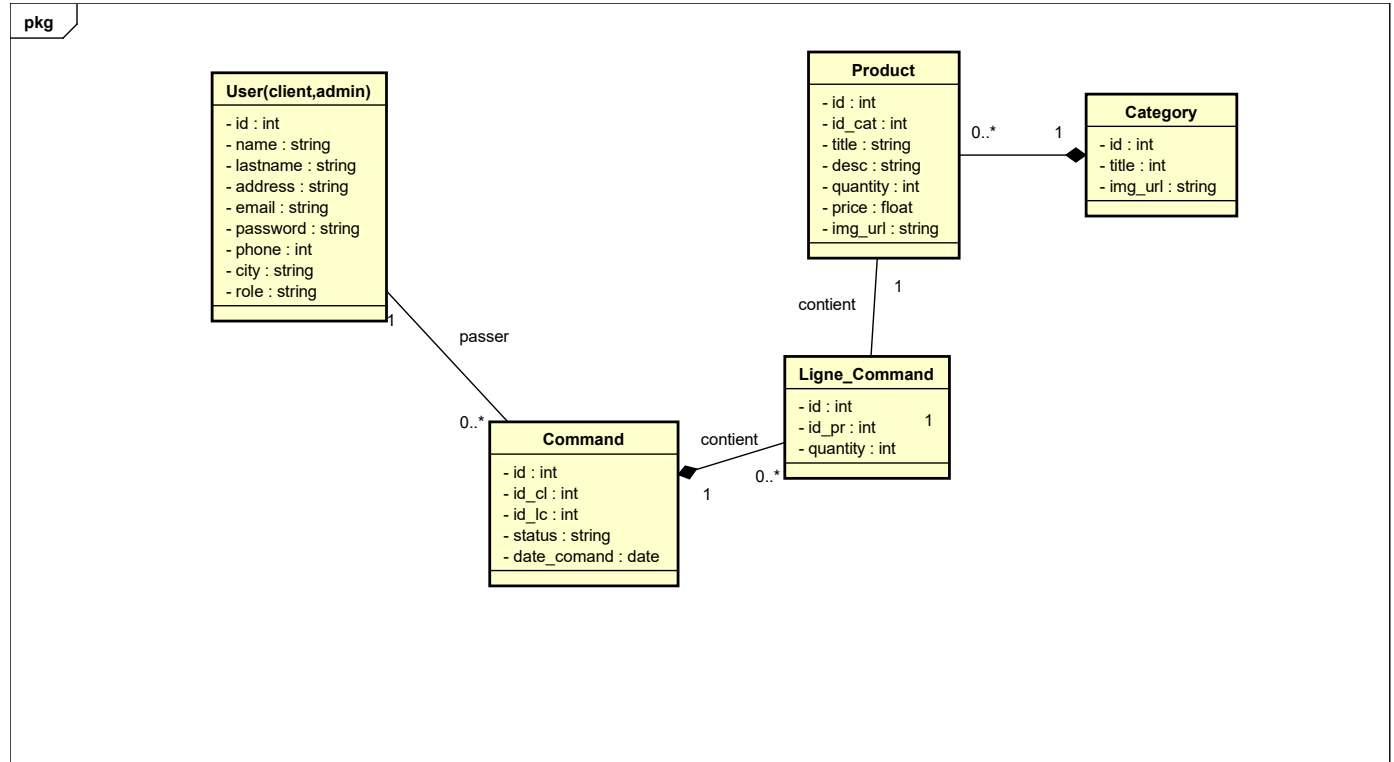 pkg
User(client,admin)
- id : int
- name : string
- lastname : string
- address : string
- email : string
- password : string
- phone : int
- city : string
- role : string
1
passer
0..*
Product
- id : int
- id_cat : int
- title : string
- desc : string
- quantity : int
- price : float
- img_url : string
0..*
1
Category
- id : int
- title : int
- img_url : string
1
contient
Ligne_Command
- id : int
- id_pr : int
- quantity : int
1
Command
- id : int
- id_cl : int
- id_lc : int
- status : string
- date_comand : date
contient
0..*
1